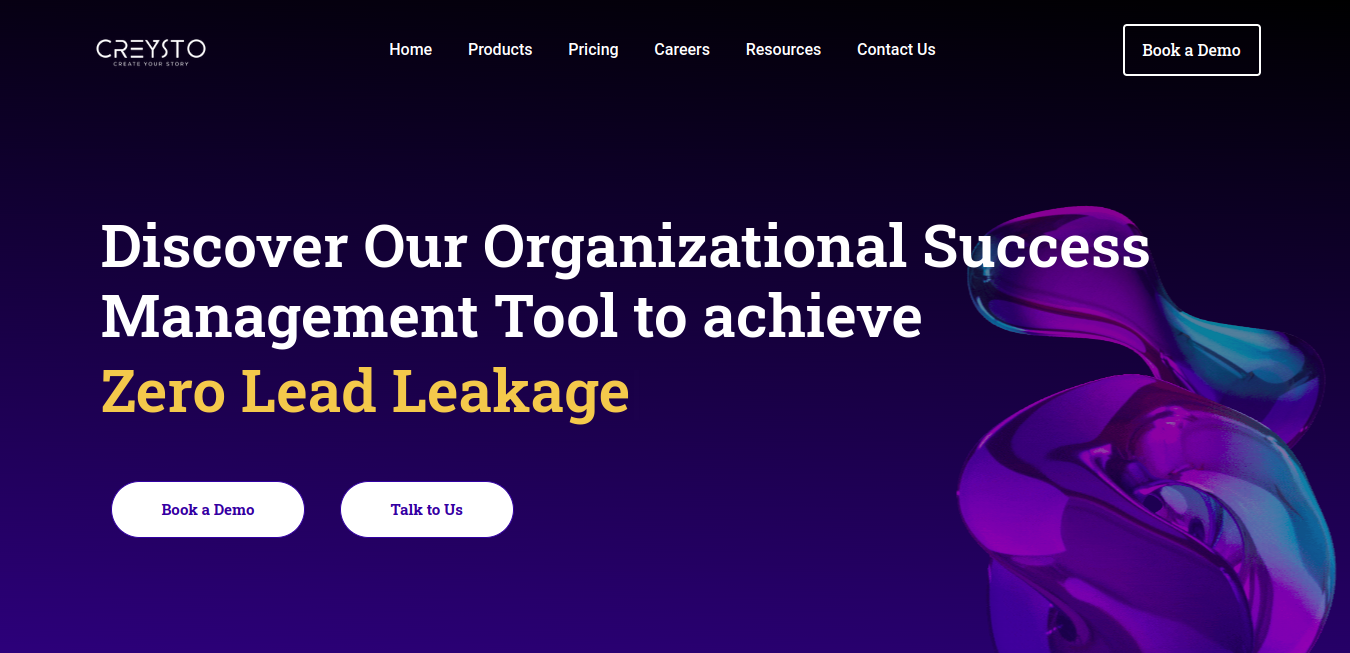 CREYSTO
CREATE YOUR STORY
Home Products Pricing Careers Resources Contact Us
Book a Demo
Discover Our Organizational Success
Management Tool to achieve
Zero Lead Leakage
Book a Demo Talk to Us